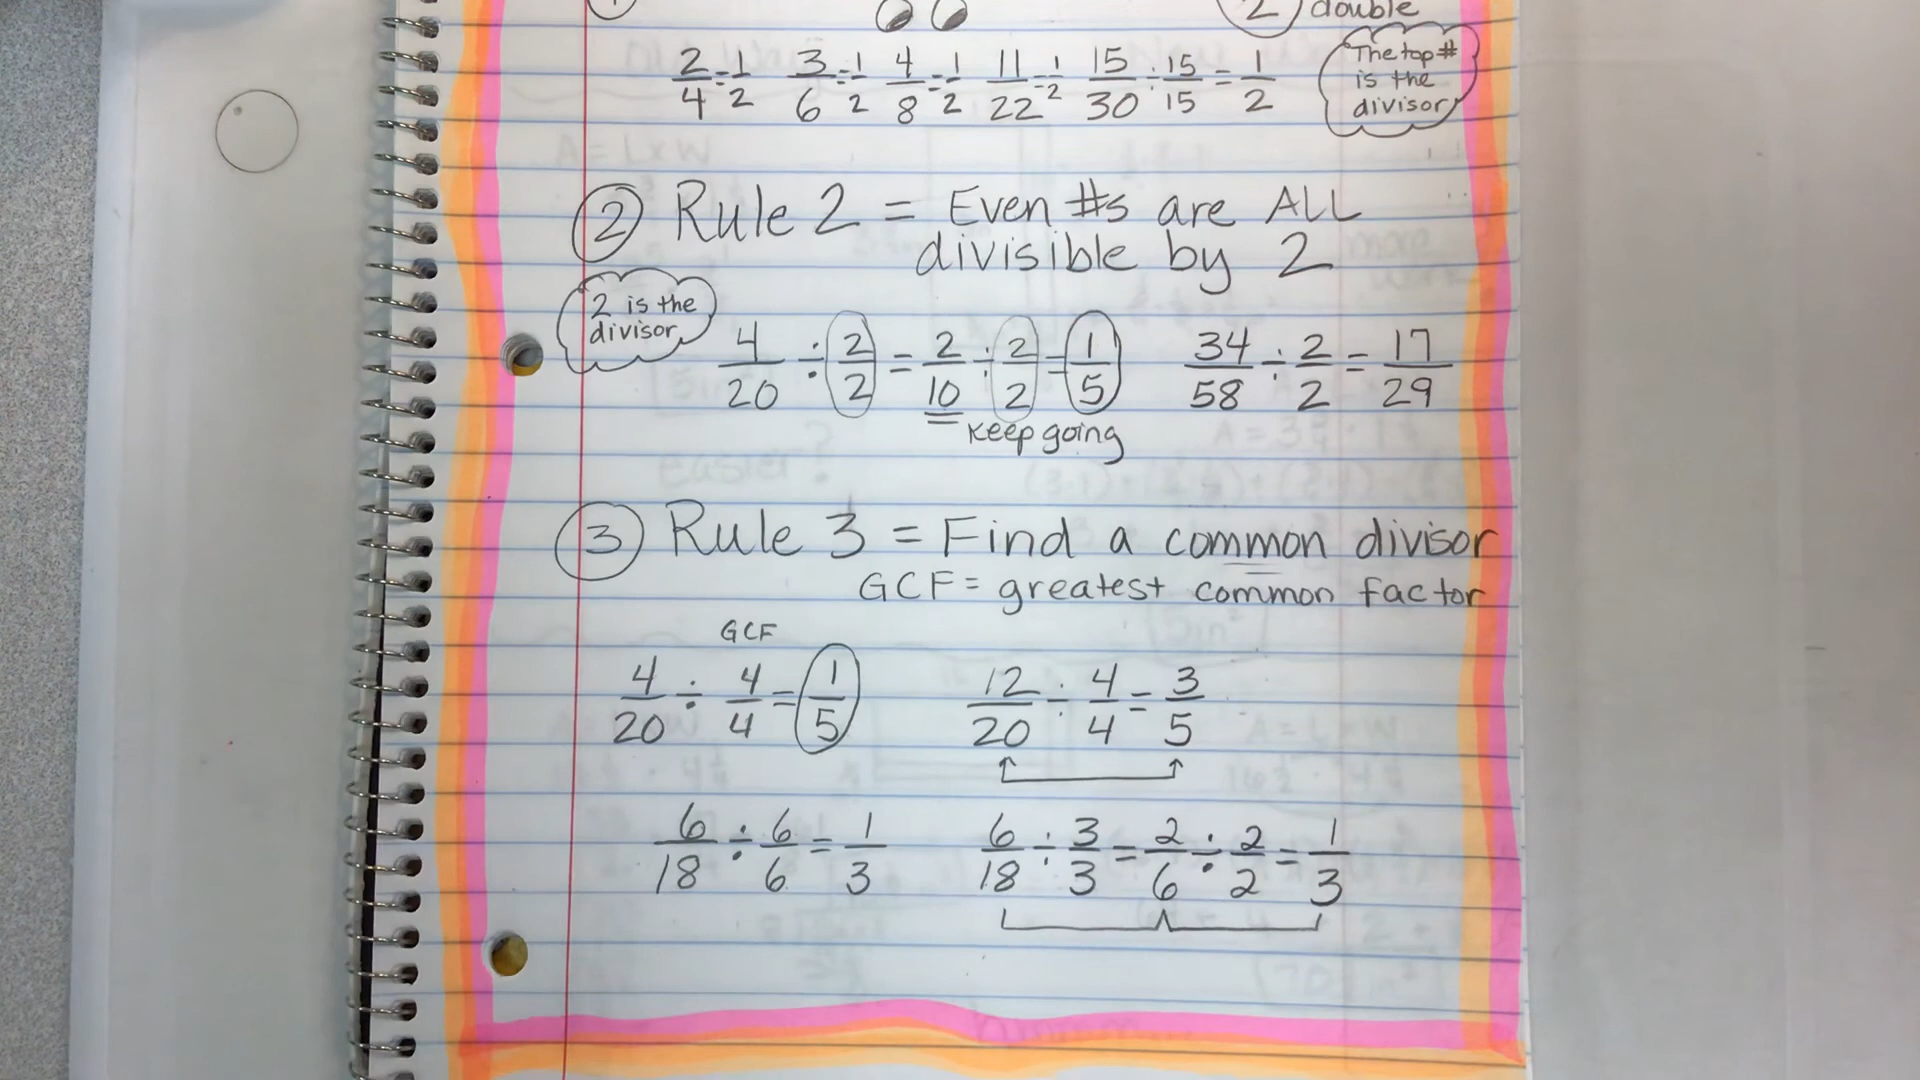 1
2 double
2/4 = 1/2 3/6 = 1/2 4/8 = 1/2 11/22 = 1/2 15/30 ÷ 15/15 = 1/2
The top #
is the
divisor
2 Rule 2 = Even #s are ALL
divisible by 2
2 is the
divisor
4/20 ÷ 2/2 = 2/10 ÷ 2/2 = 1/5 34/58 ÷ 2/2 = 17/29
keep going
3 Rule 3 = Find a common divisor
GCF = greatest common factor
GCF
4/20 ÷ 4/4 = 1/5 12/20 ÷ 4/4 = 3/5
6/18 ÷ 6/6 = 1/3 6/18 ÷ 3/3 = 2/6 ÷ 2/2 = 1/3